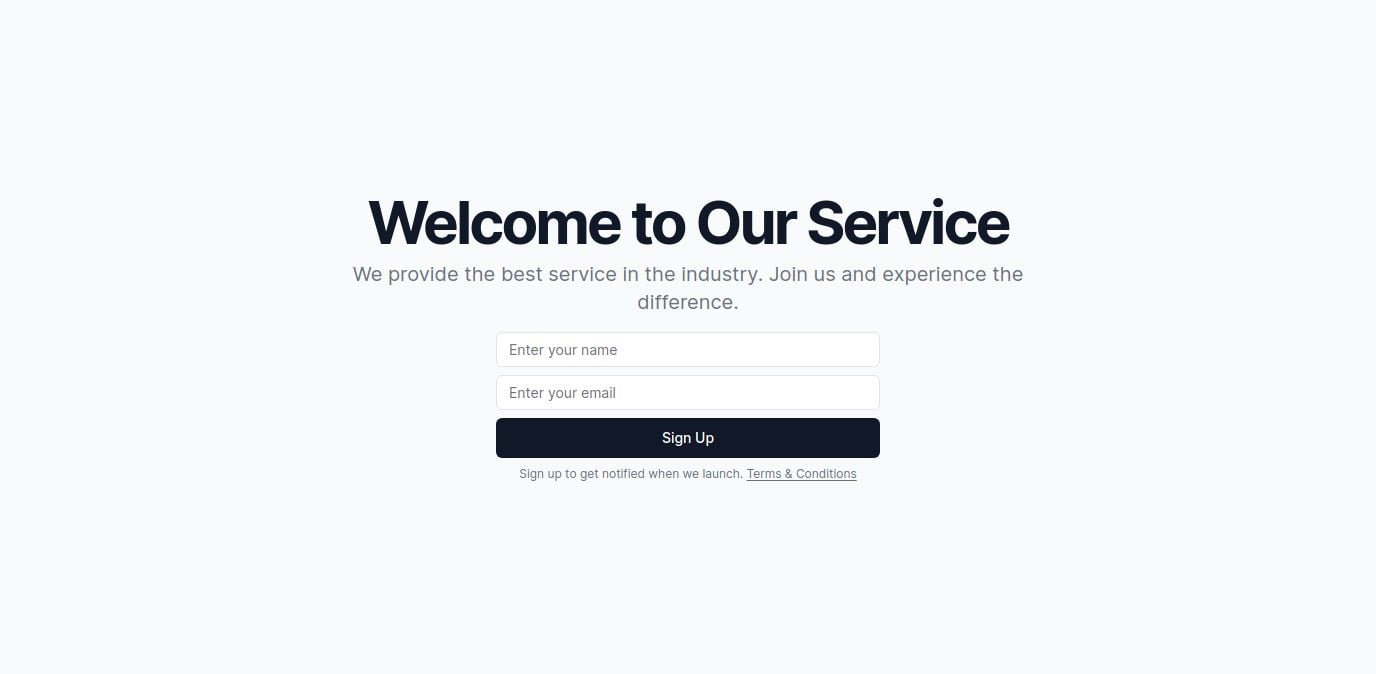 Welcome to Our Service
We provide the best service in the industry. Join us and experience the
difference.
Enter your name
Enter your email
Sign Up
Sign up to get notified when we launch. Terms & Conditions